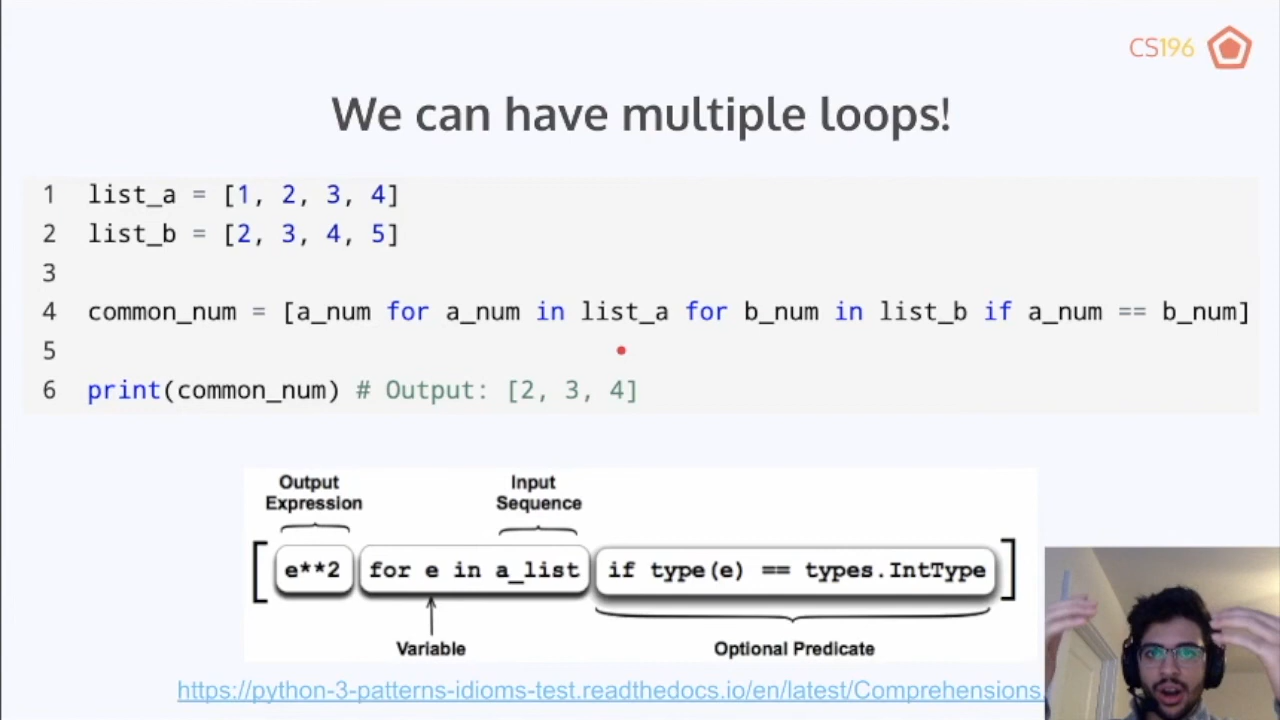 CS196
We can have multiple loops!
1 list_a = [1, 2, 3, 4]
2 list_b = [2, 3, 4, 5]
3
4 common_num = [a_num for a_num in list_a for b_num in list_b if a_num == b_num]
5
6 print(common_num) # Output: [2, 3, 4]
Output Expression
Input Sequence
[ e**2 for e in a_list if type(e) == types.IntType ]
Variable
Optional Predicate
https://python-3-patterns-idioms-test.readthedocs.io/en/latest/Comprehensions.